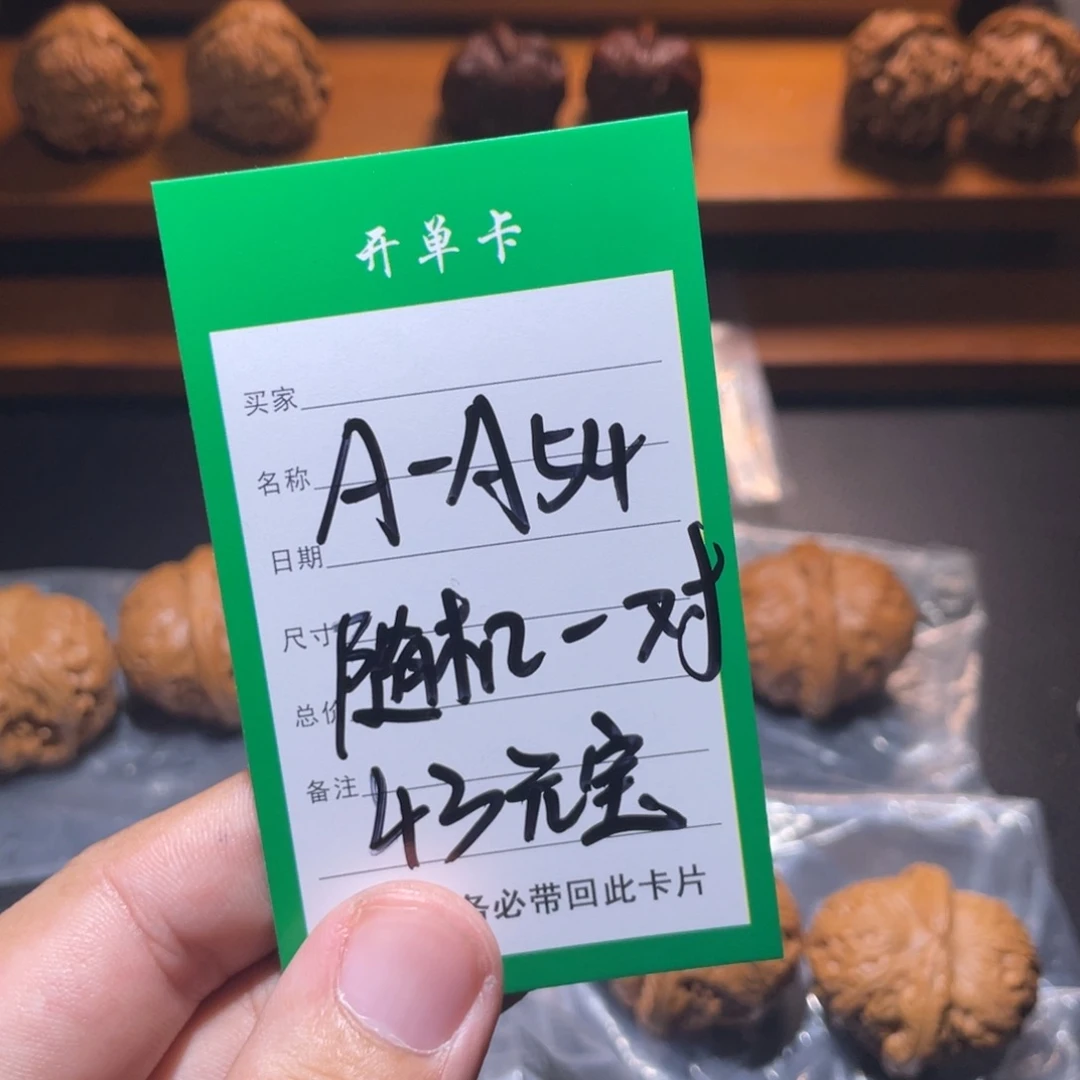 开单卡
买家
名称 A-A54
日期
尺寸 随机一对
总价
备注 43元宝
务必带回此卡片